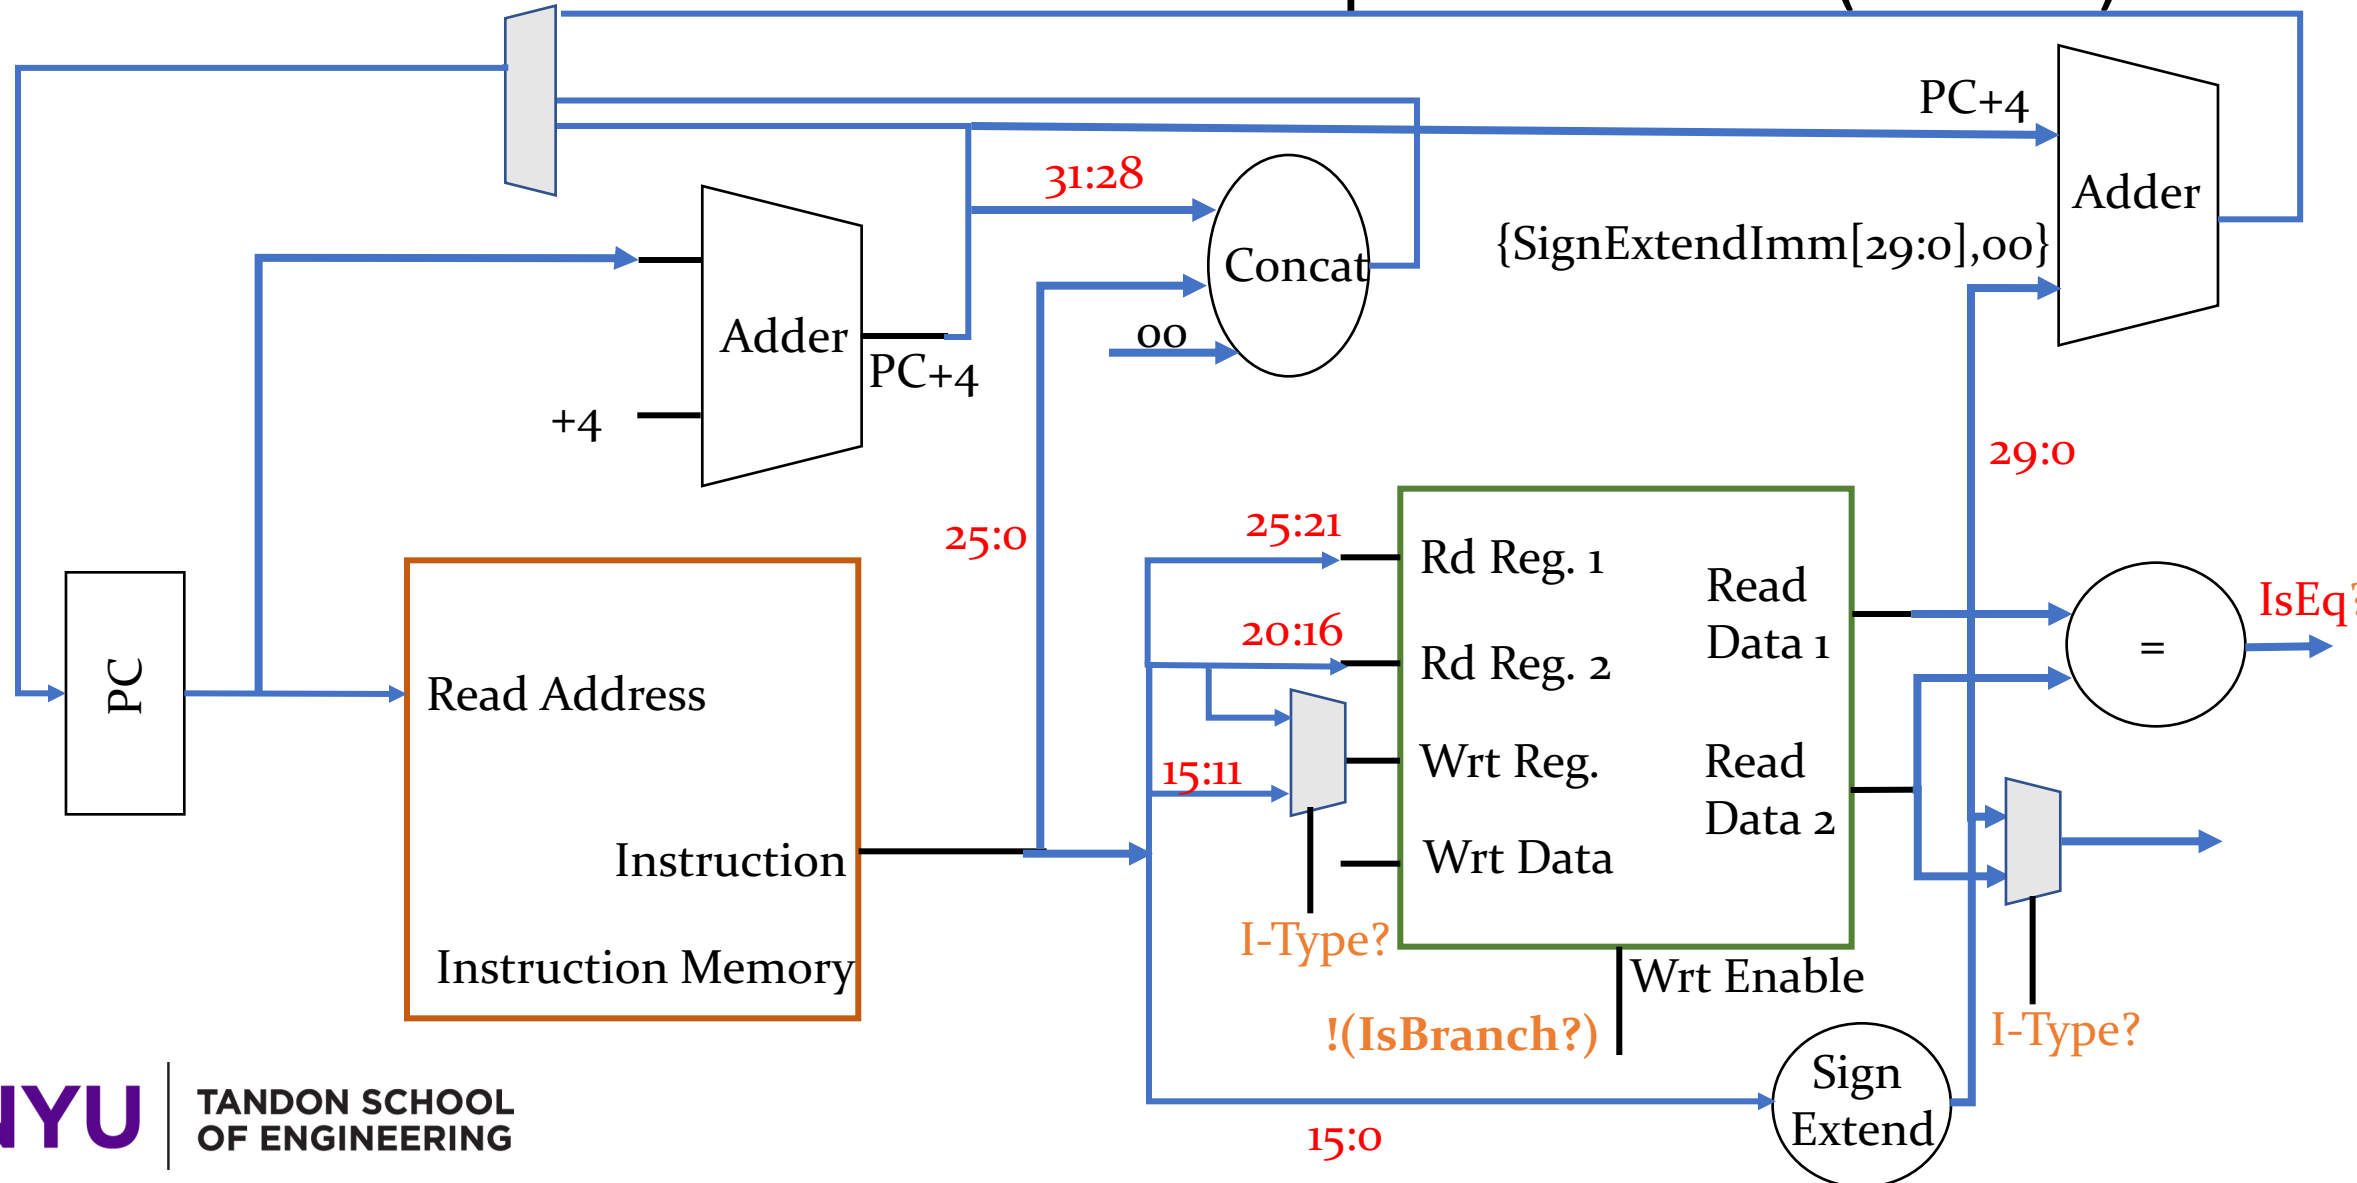 PC+4
31:28
Adder
{SignExtendImm[29:0],00}
Concat
Adder
00
PC+4
+4
29:0
25:21
25:0
Rd Reg. 1
Read
Data 1
IsEq?
20:16
Rd Reg. 2
=
PC
Read Address
Wrt Reg.
Read
Data 2
15:11
Instruction
Wrt Data
I-Type?
Instruction Memory
Wrt Enable
!(IsBranch?)
I-Type?
Sign
Extend
15:0
NYU
TANDON SCHOOL
OF ENGINEERING